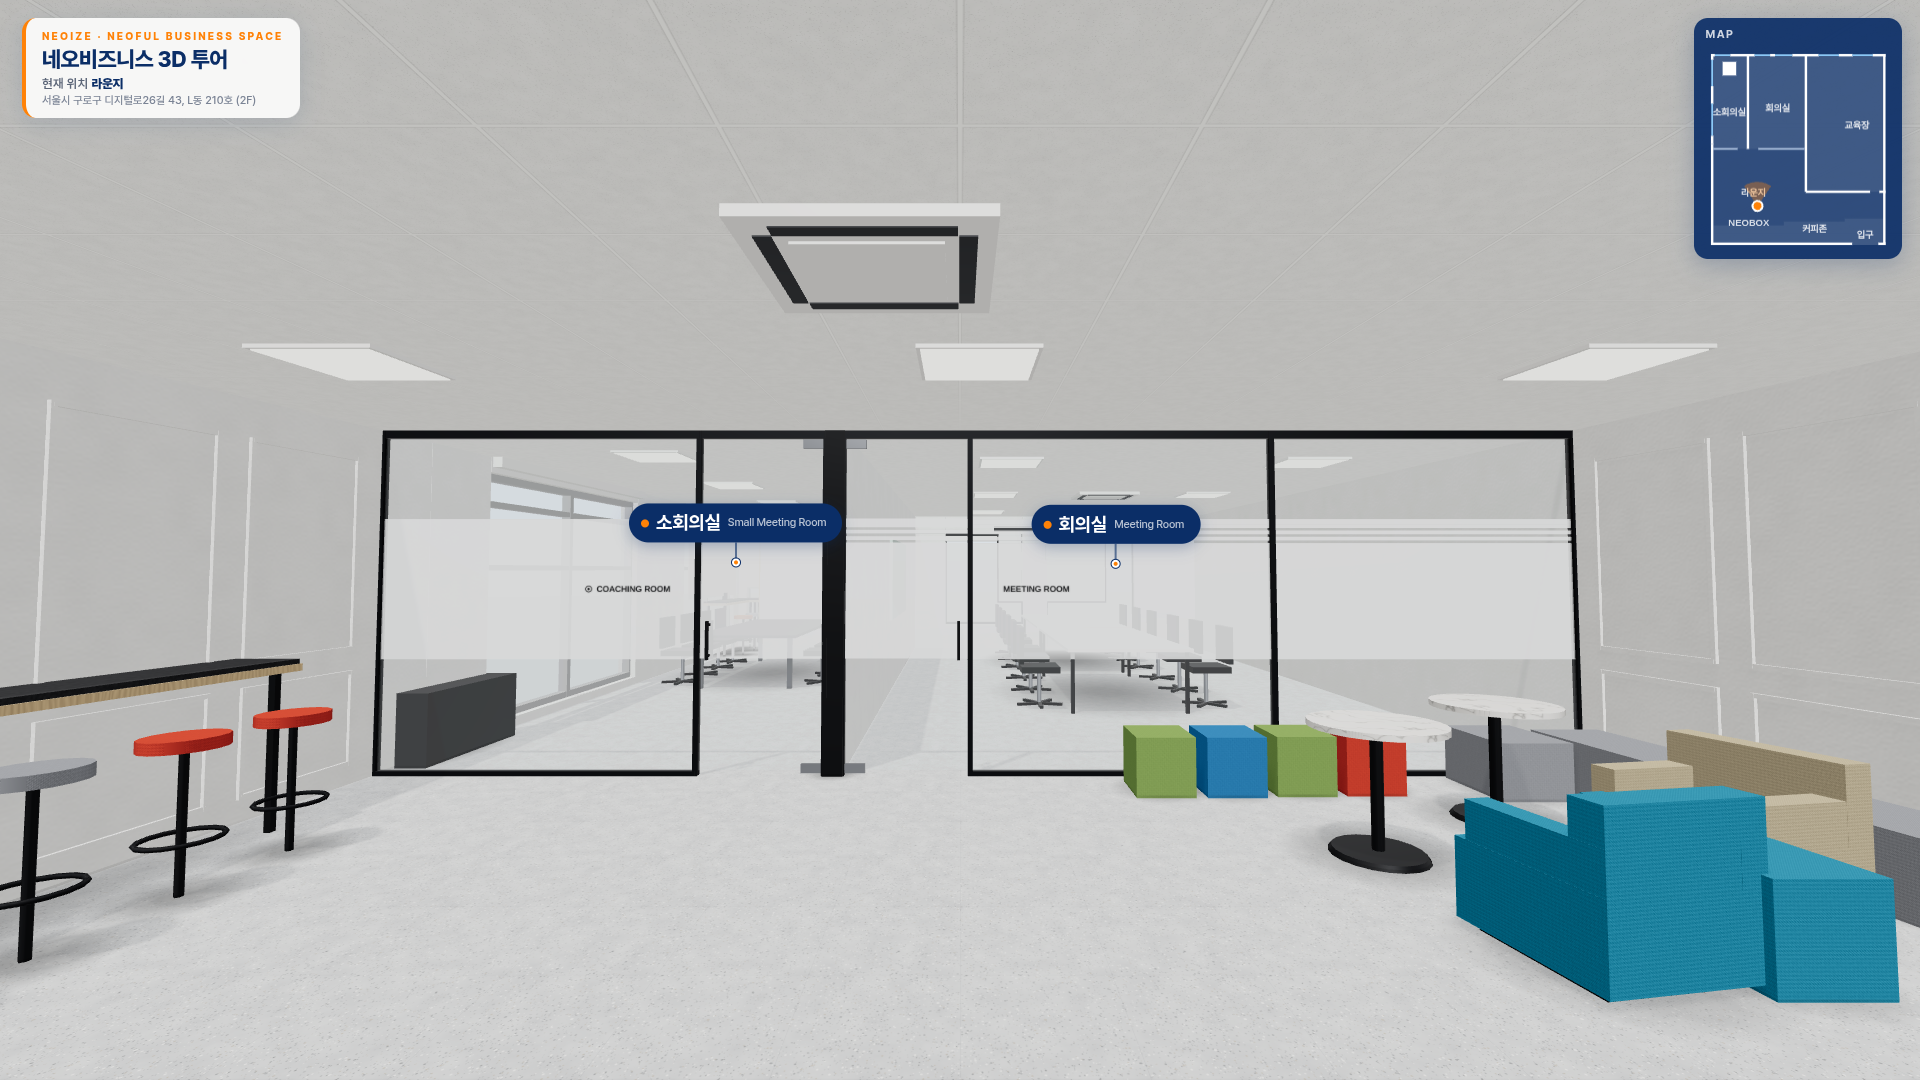 NEOIZE · NEOFUL BUSINESS SPACE
네오비즈니스 3D 투어
현재 위치 라운지
서울시 구로구 디지털로26길 43, L동 210호 (2F)
MAP
소회의실
회의실
교육장
라운지
NEOBOX
커피존
입구
소회의실 Small Meeting Room
회의실 Meeting Room
COACHING ROOM
MEETING ROOM